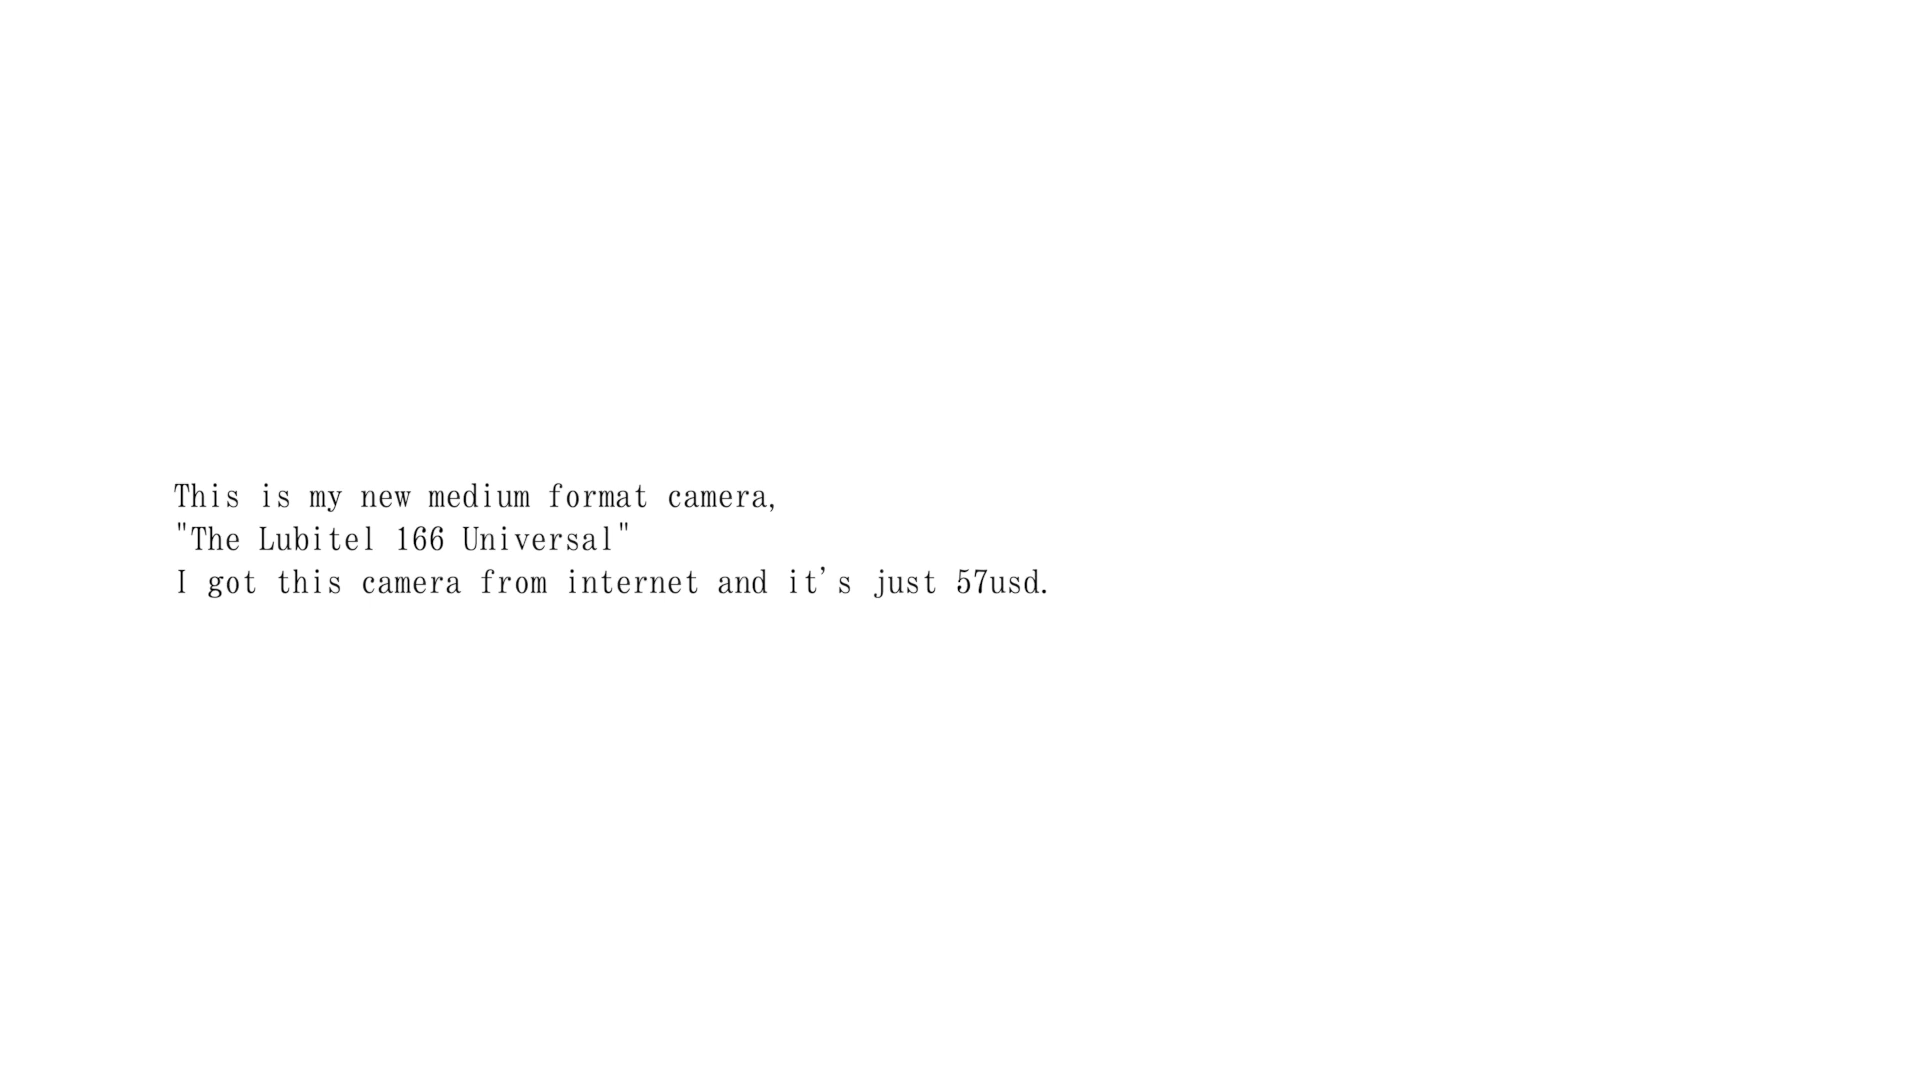 This is my new medium format camera,
"The Lubitel 166 Universal"
I got this camera from internet and it's just 57usd.